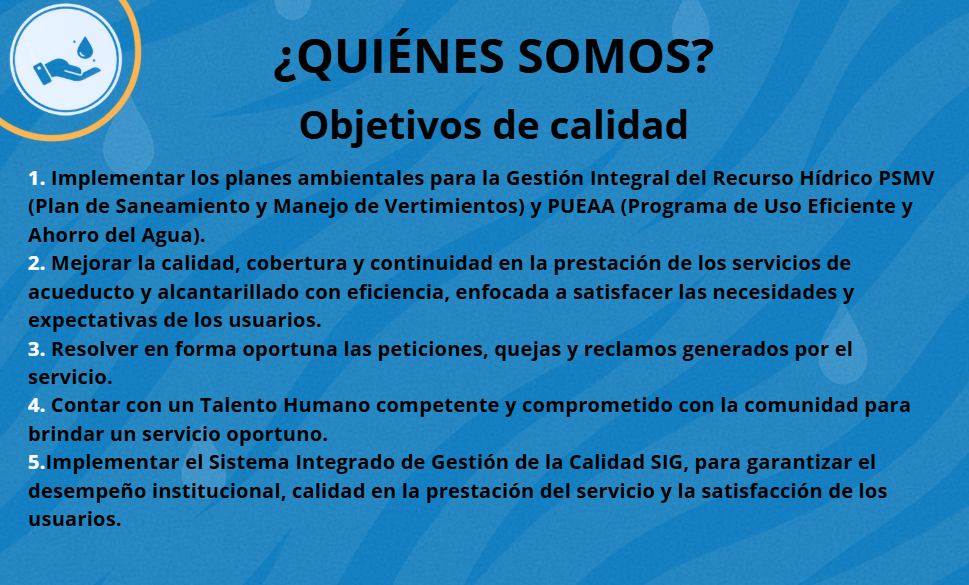 ¿QUIÉNES SOMOS?
Objetivos de calidad
1. Implementar los planes ambientales para la Gestión Integral del Recurso Hídrico PSMV
(Plan de Saneamiento y Manejo de Vertimientos) y PUEAA (Programa de Uso Eficiente y
Ahorro del Agua).
2. Mejorar la calidad, cobertura y continuidad en la prestación de los servicios de
acueducto y alcantarillado con eficiencia, enfocada a satisfacer las necesidades y
expectativas de los usuarios.
3. Resolver en forma oportuna las peticiones, quejas y reclamos generados por el
servicio.
4. Contar con un Talento Humano competente y comprometido con la comunidad para
brindar un servicio oportuno.
5.Implementar el Sistema Integrado de Gestión de la Calidad SIG, para garantizar el
desempeño institucional, calidad en la prestación del servicio y la satisfacción de los
usuarios.